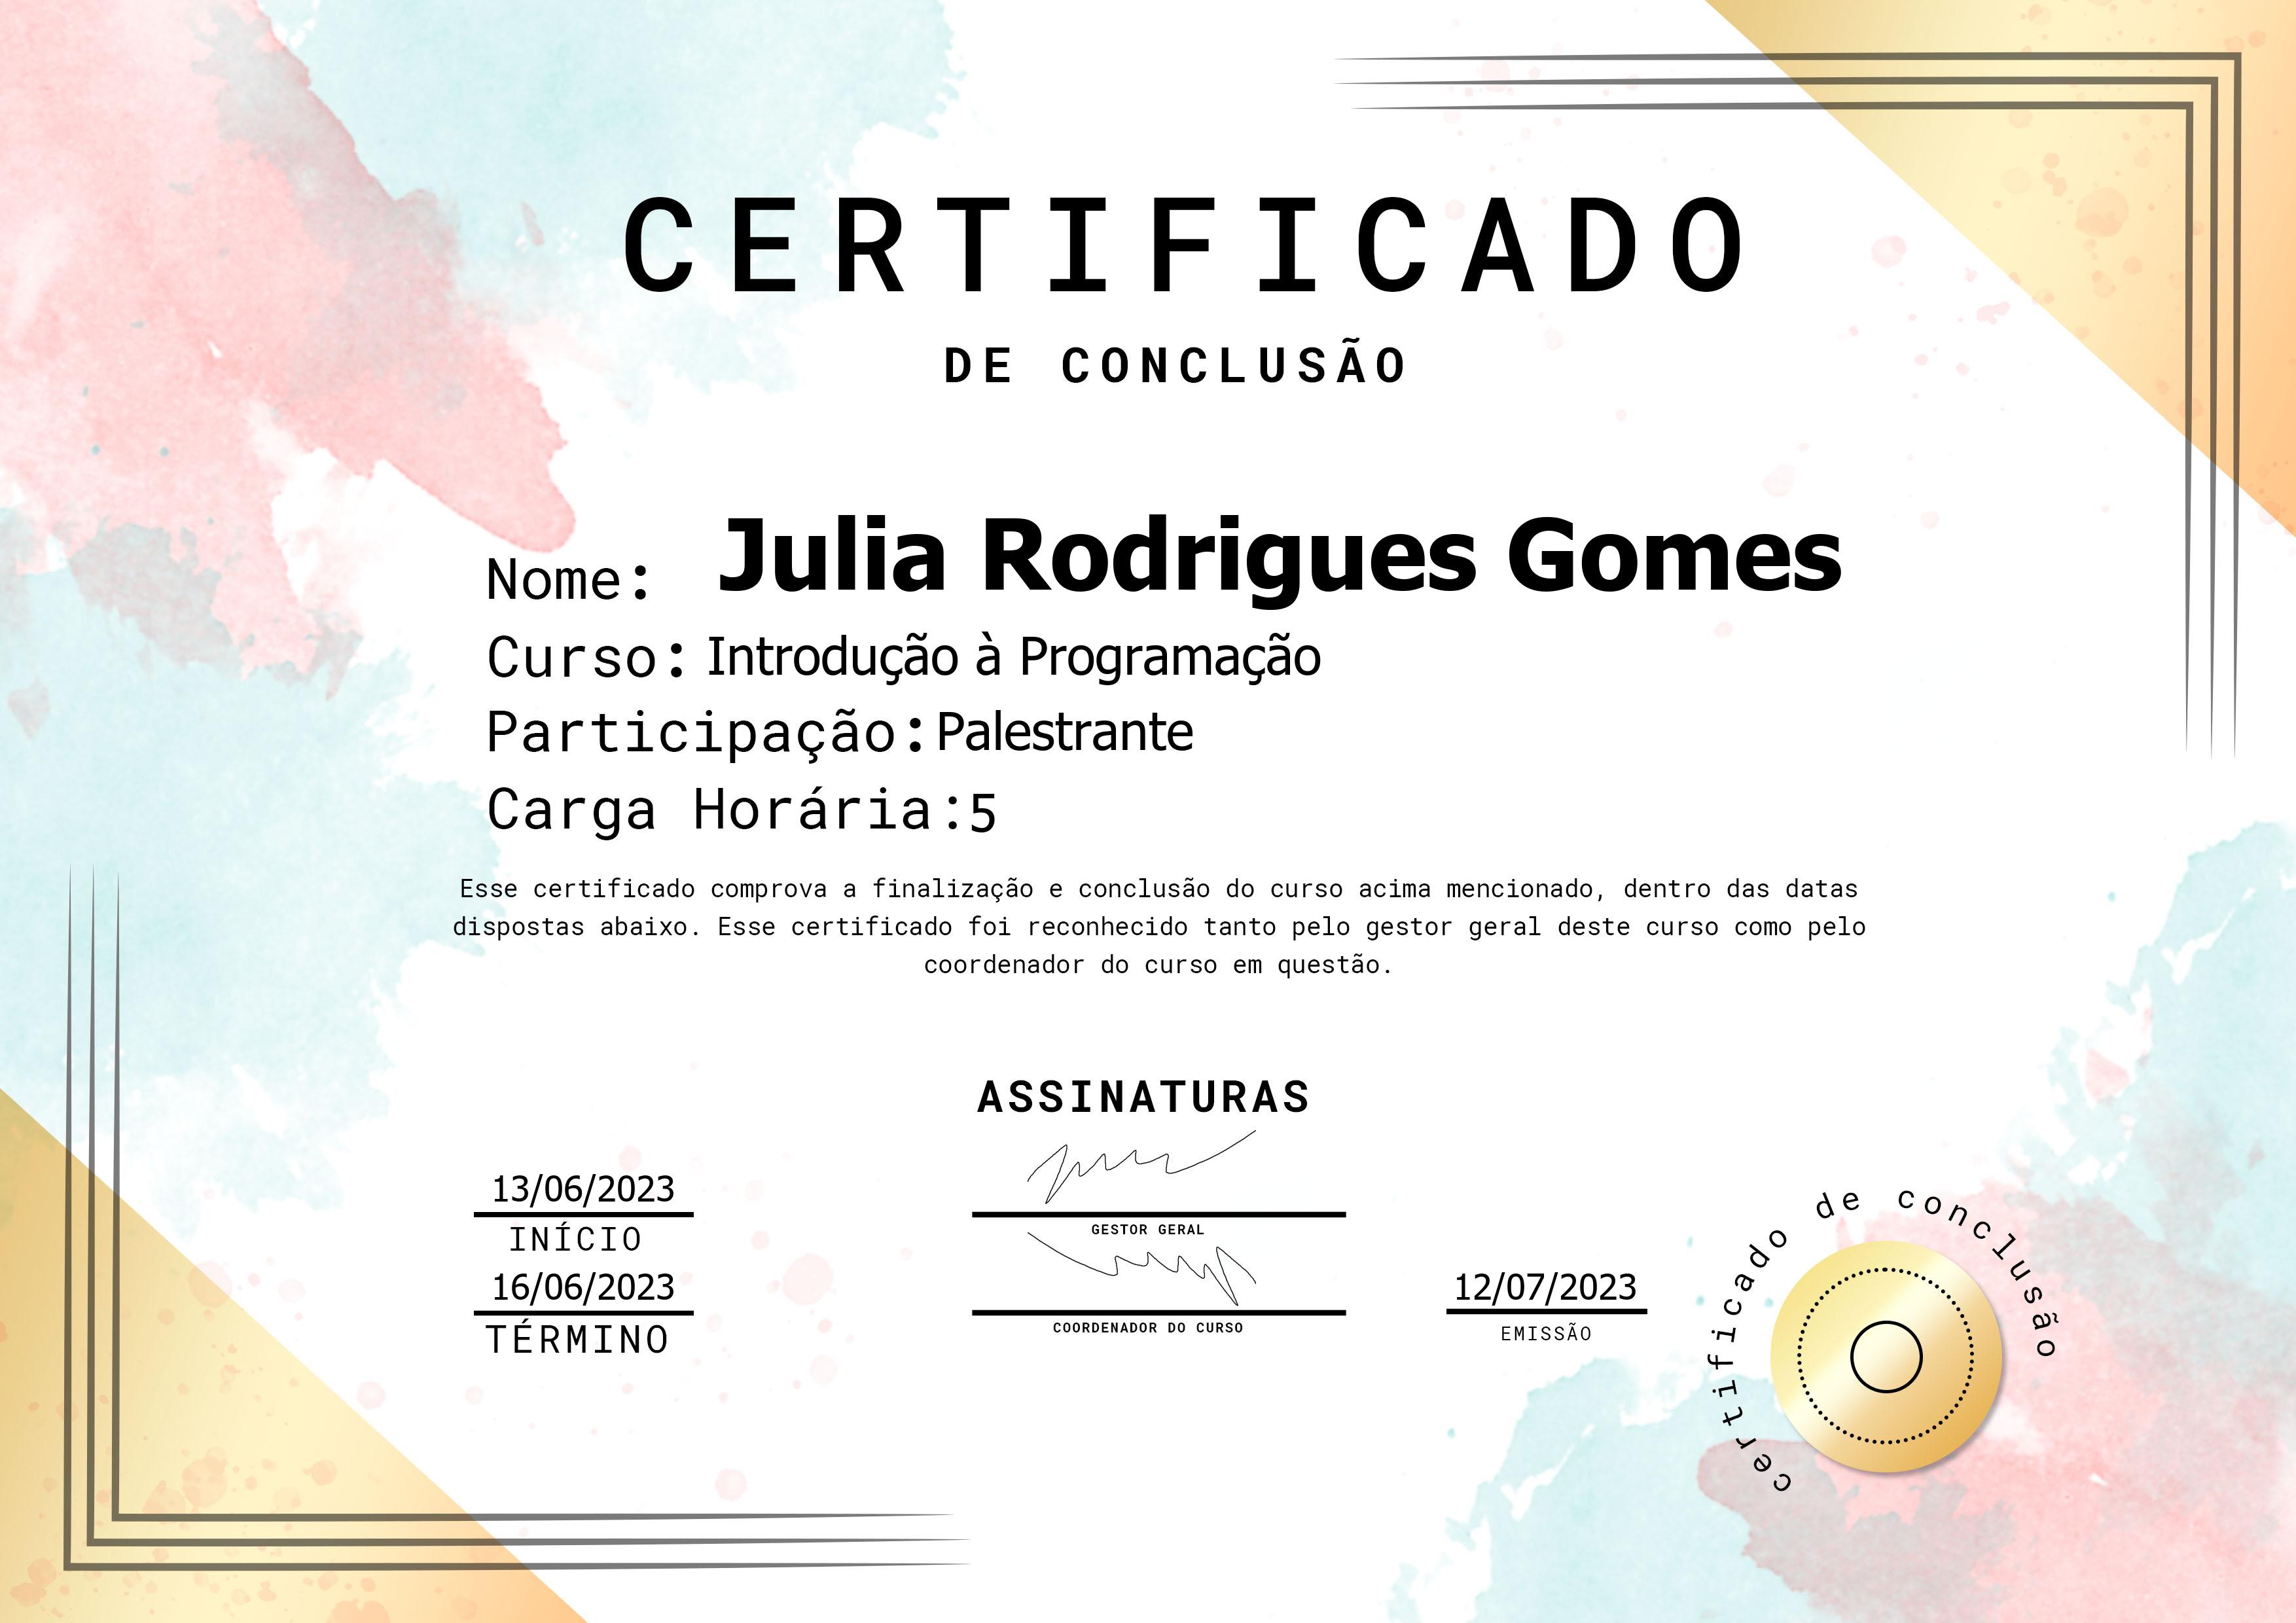 CERTIFICADO
DE CONCLUSÃO
Nome: Julia Rodrigues Gomes
Curso: Introdução à Programação
Participação: Palestrante
Carga Horária:5
Esse certificado comprova a finalização e conclusão do curso acima mencionado, dentro das datas
dispostas abaixo. Esse certificado foi reconhecido tanto pelo gestor geral deste curso como pelo
coordenador do curso em questão.
ASSINATURAS
13/06/2023
INÍCIO
16/06/2023
TÉRMINO
GESTOR GERAL
COORDENADOR DO CURSO
12/07/2023
EMISSÃO
certificado de conclusão